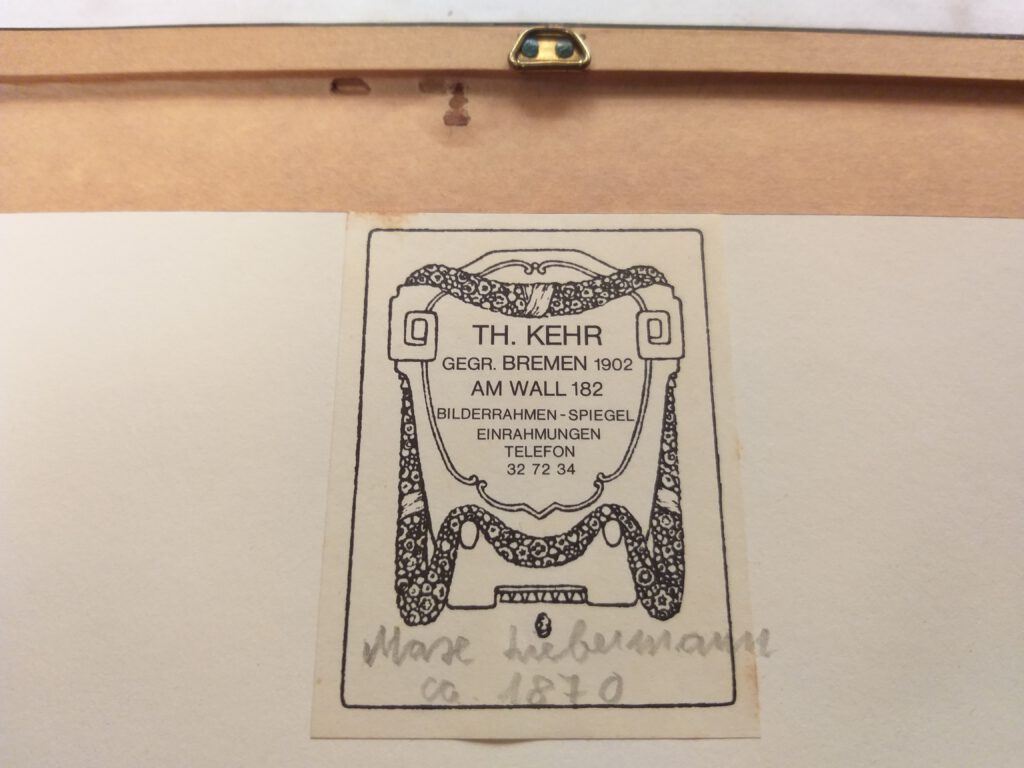 TH. KEHR
GEGR. BREMEN 1902
AM WALL 182
BILDERRAHMEN - SPIEGEL
EINRAHMUNGEN
TELEFON
32 72 34
Max Liebermann
ca. 1870